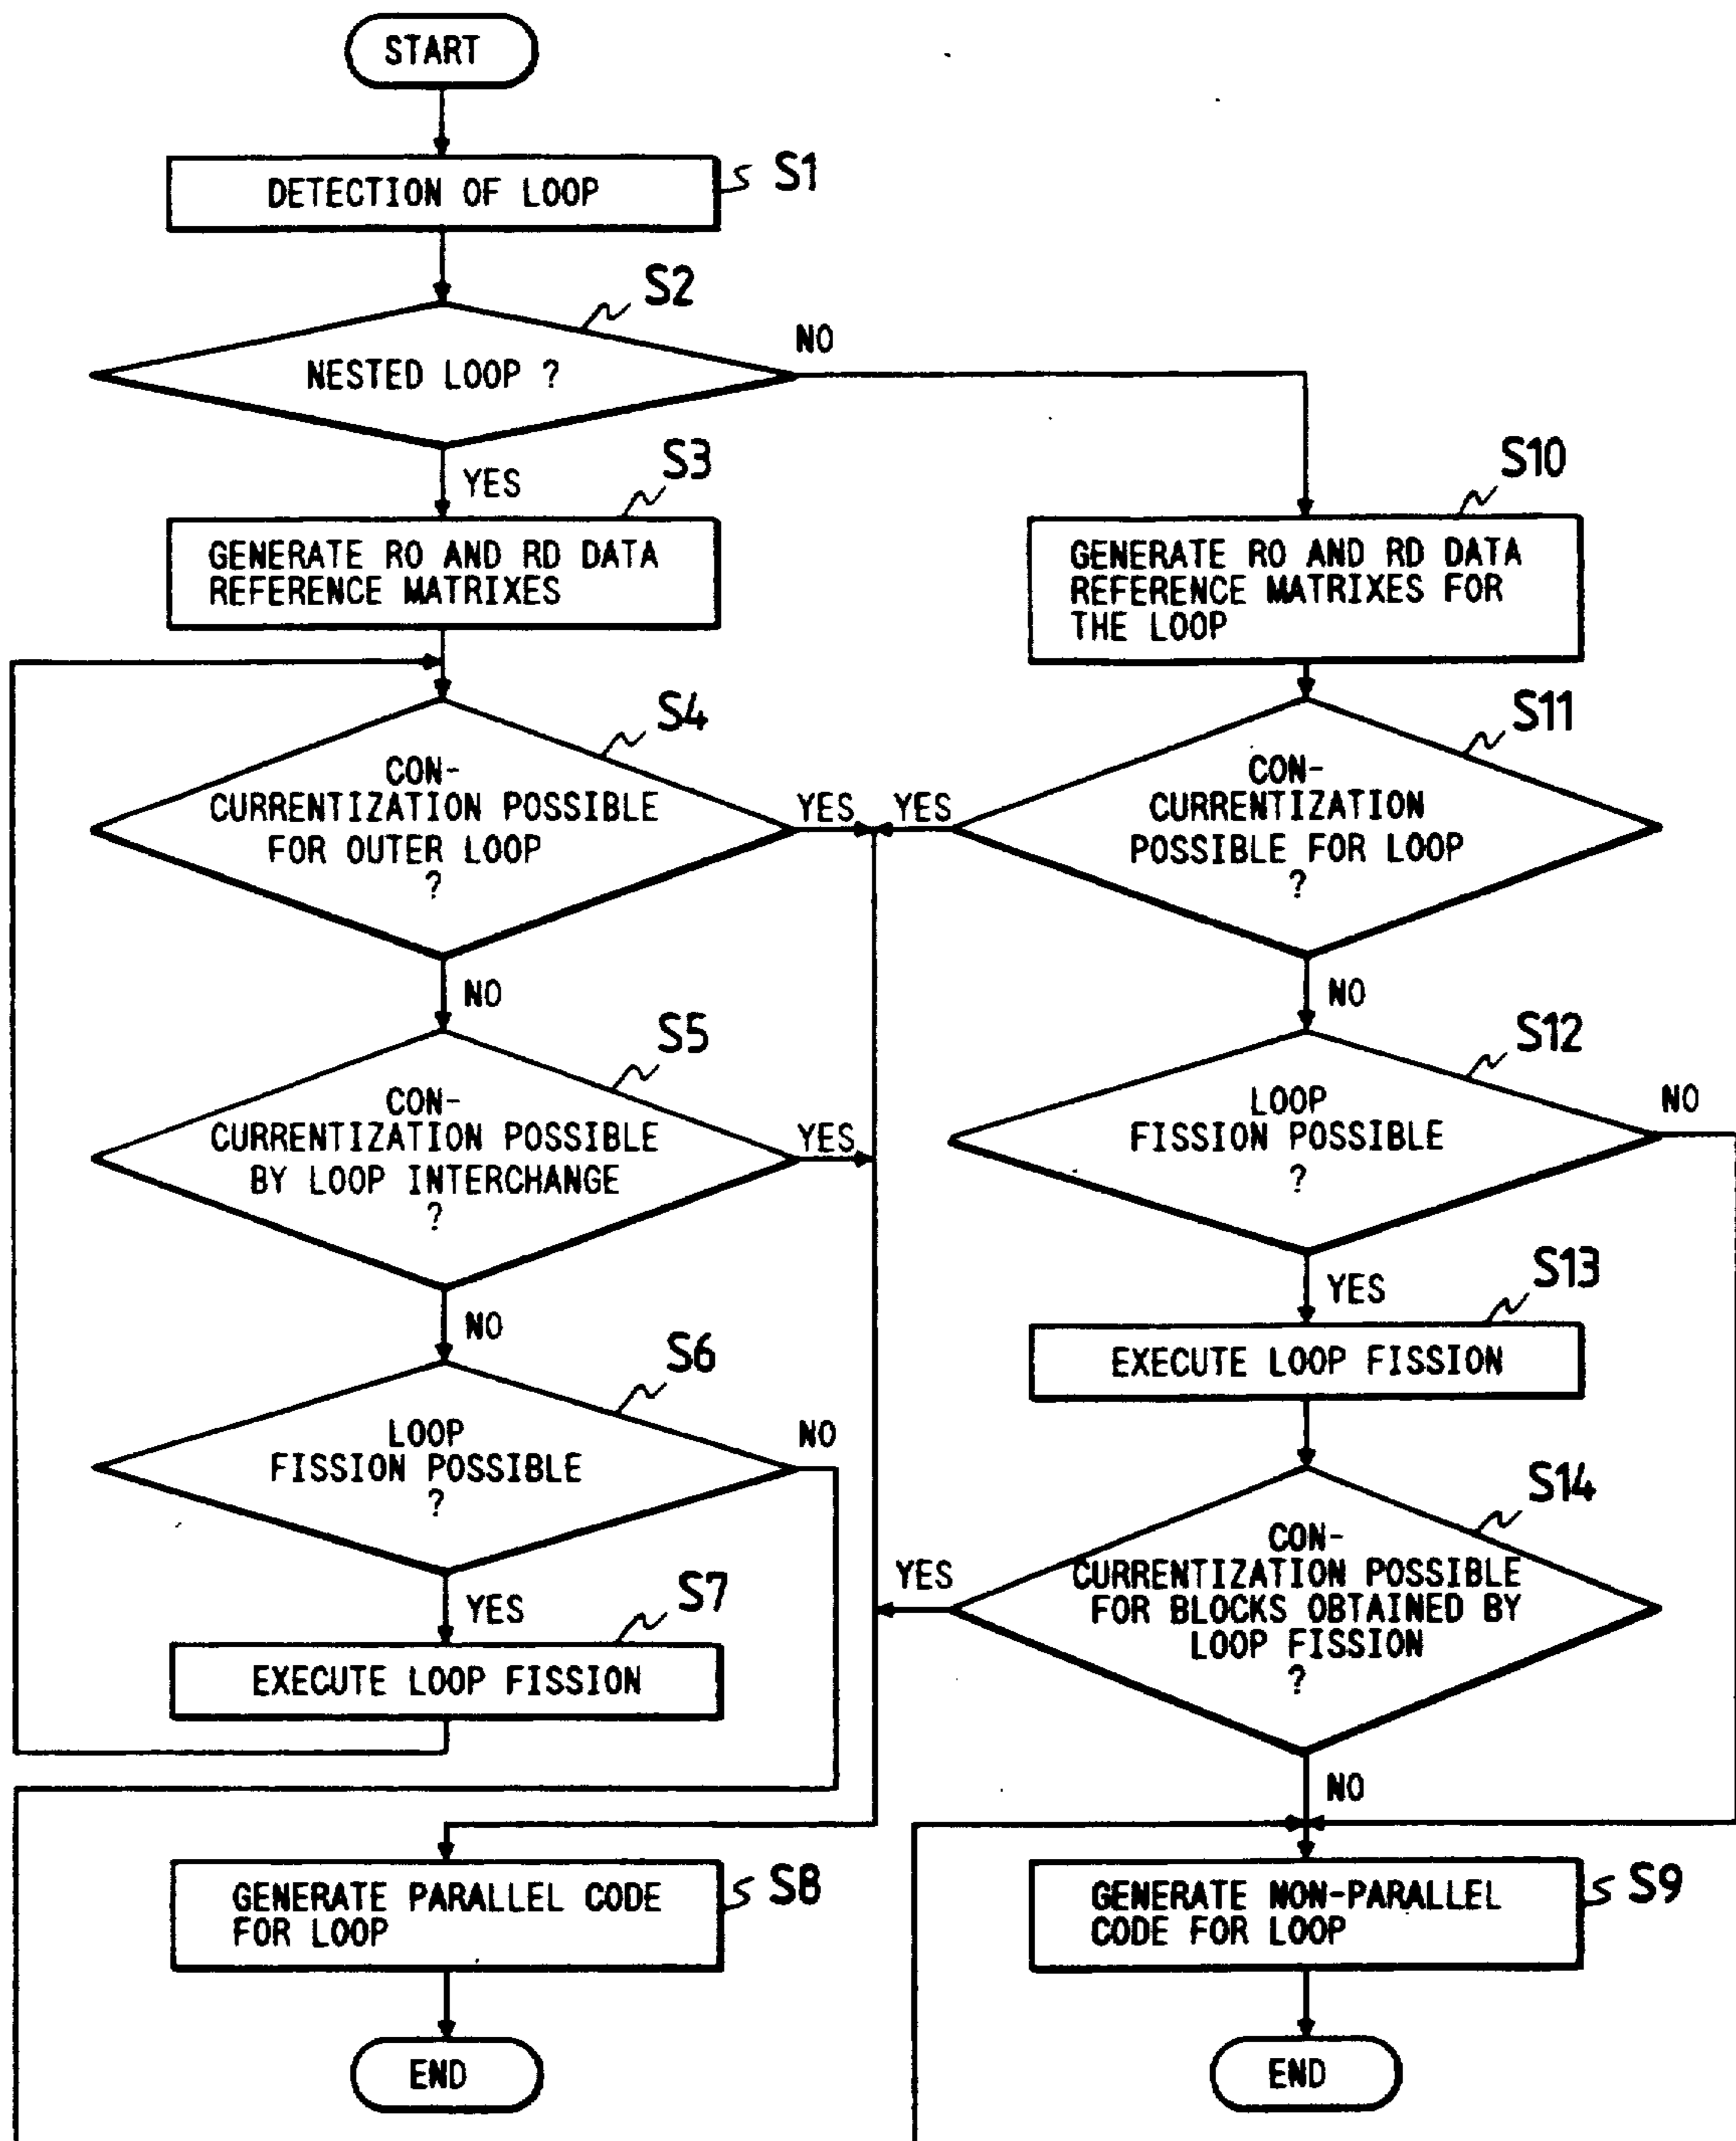 START
DETECTION OF LOOP
S1
S2
NESTED LOOP ?
NO
YES
S3
GENERATE RO AND RD DATA
REFERENCE MATRIXES
S10
GENERATE RO AND RD DATA
REFERENCE MATRIXES FOR
THE LOOP
S4
CON-
CURRENTIZATION POSSIBLE
FOR OUTER LOOP
?
YES
NO
S11
CON-
CURRENTIZATION
POSSIBLE FOR LOOP
?
YES
NO
S5
CON-
CURRENTIZATION POSSIBLE
BY LOOP INTERCHANGE
?
YES
NO
S12
LOOP
FISSION POSSIBLE
?
NO
YES
S6
LOOP
FISSION POSSIBLE
?
NO
YES
S13
EXECUTE LOOP FISSION
S7
EXECUTE LOOP FISSION
S14
CON-
CURRENTIZATION POSSIBLE
FOR BLOCKS OBTAINED BY
LOOP FISSION
?
YES
NO
GENERATE PARALLEL CODE
FOR LOOP
S8
GENERATE NON-PARALLEL
CODE FOR LOOP
S9
END
END